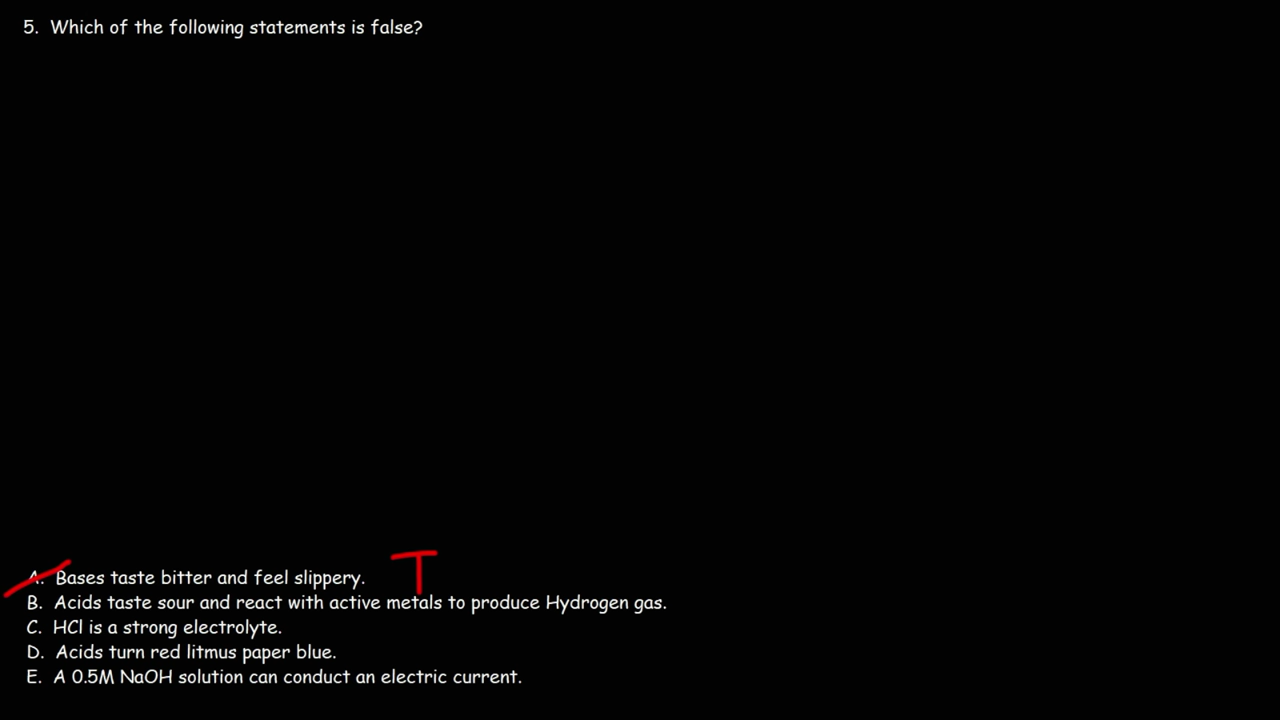 5. Which of the following statements is false?
A. Bases taste bitter and feel slippery. T
B. Acids taste sour and react with active metals to produce Hydrogen gas.
C. HCl is a strong electrolyte.
D. Acids turn red litmus paper blue.
E. A 0.5M NaOH solution can conduct an electric current.